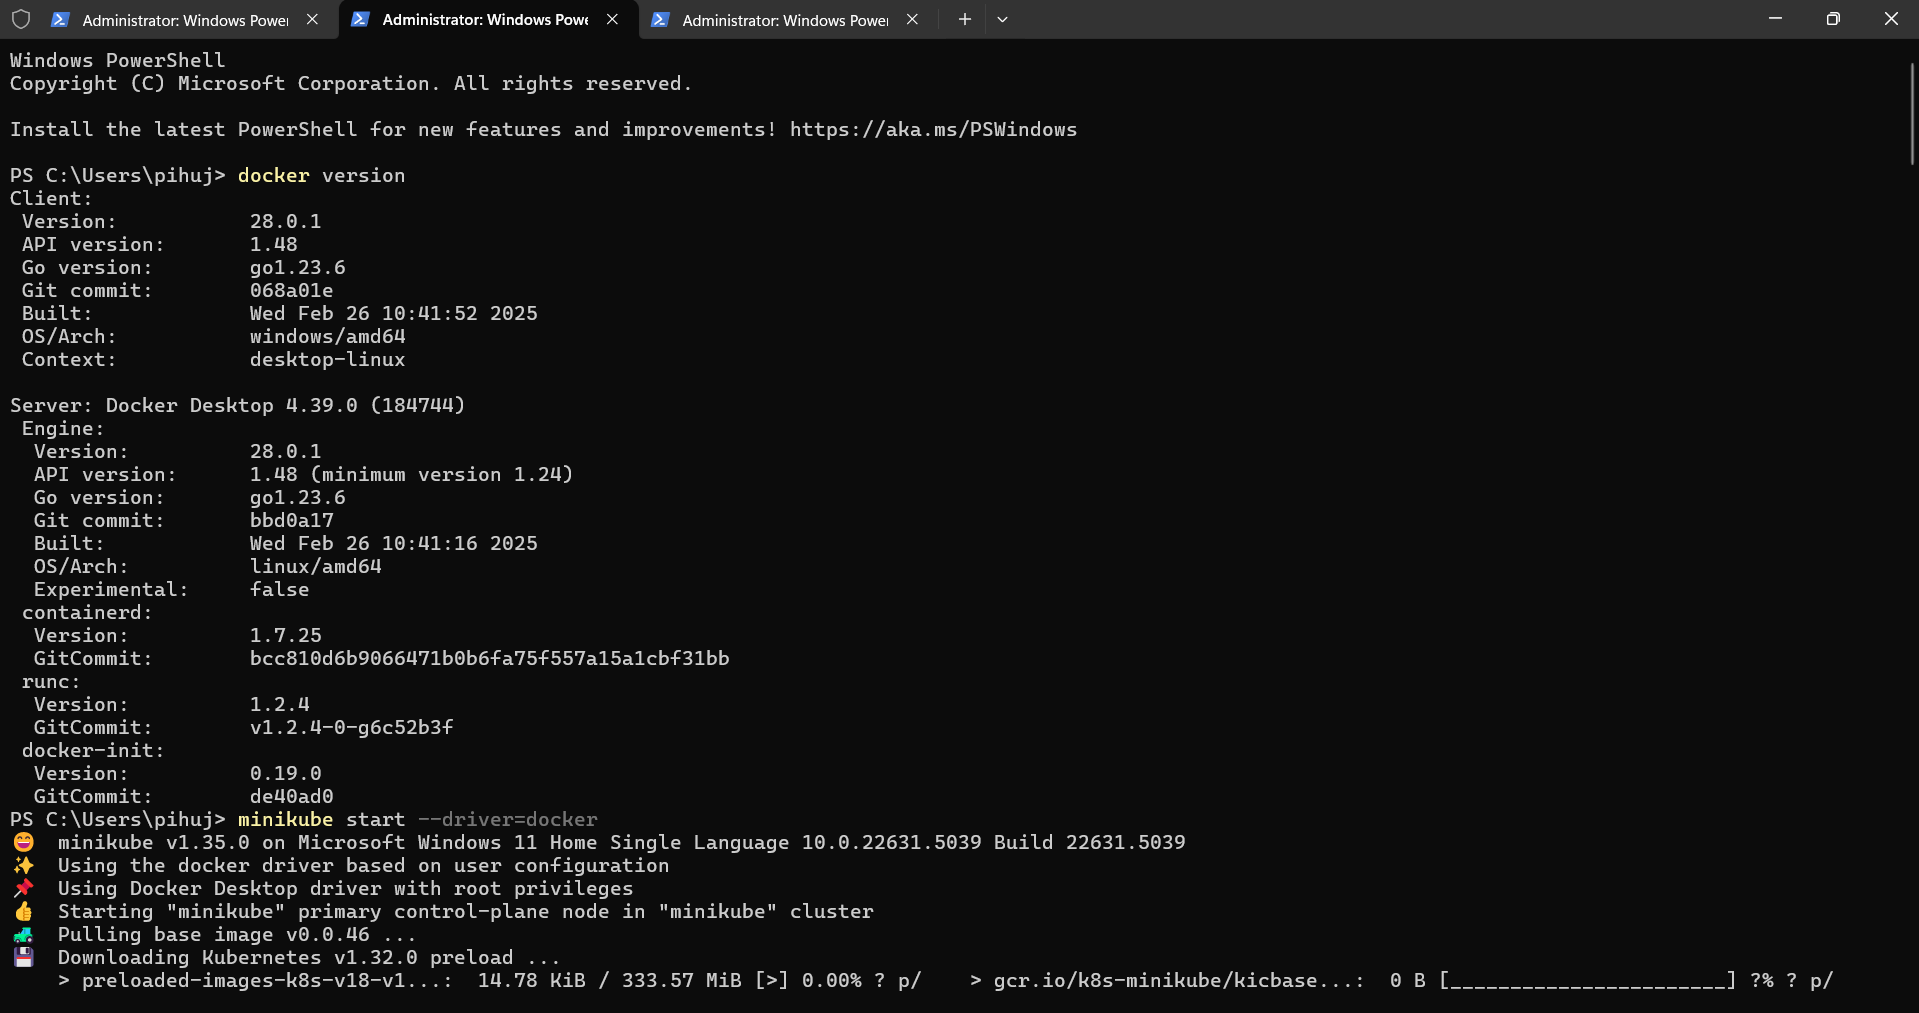 Administrator: Windows Powe
Administrator: Windows Powe
Administrator: Windows Power
Windows PowerShell
Copyright (C) Microsoft Corporation. All rights reserved.
Install the latest PowerShell for new features and improvements! https://aka.ms/PSWindows
PS C:\Users\pihuj> docker version
Client:
 Version:           28.0.1
 API version:       1.48
 Go version:        go1.23.6
 Git commit:        068a01e
 Built:             Wed Feb 26 10:41:52 2025
 OS/Arch:           windows/amd64
 Context:           desktop-linux
Server: Docker Desktop 4.39.0 (184744)
 Engine:
  Version:          28.0.1
  API version:      1.48 (minimum version 1.24)
  Go version:       go1.23.6
  Git commit:       bbd0a17
  Built:            Wed Feb 26 10:41:16 2025
  OS/Arch:          linux/amd64
  Experimental:     false
 containerd:
  Version:          1.7.25
  GitCommit:        bcc810d6b9066471b0b6fa75f557a15a1cbf31bb
 runc:
  Version:          1.2.4
  GitCommit:        v1.2.4-0-g6c52b3f
 docker-init:
  Version:          0.19.0
  GitCommit:        de40ad0
PS C:\Users\pihuj> minikube start --driver=docker
😄  minikube v1.35.0 on Microsoft Windows 11 Home Single Language 10.0.22631.5039 Build 22631.5039
✨  Using the docker driver based on user configuration
📌  Using Docker Desktop driver with root privileges
👍  Starting "minikube" primary control-plane node in "minikube" cluster
🚜  Pulling base image v0.0.46 ...
💾  Downloading Kubernetes v1.32.0 preload ...
    > preloaded-images-k8s-v18-v1...:  14.78 KiB / 333.57 MiB [>] 0.00% ? p/    > gcr.io/k8s-minikube/kicbase...:  0 B [_______________________] ?% ? p/